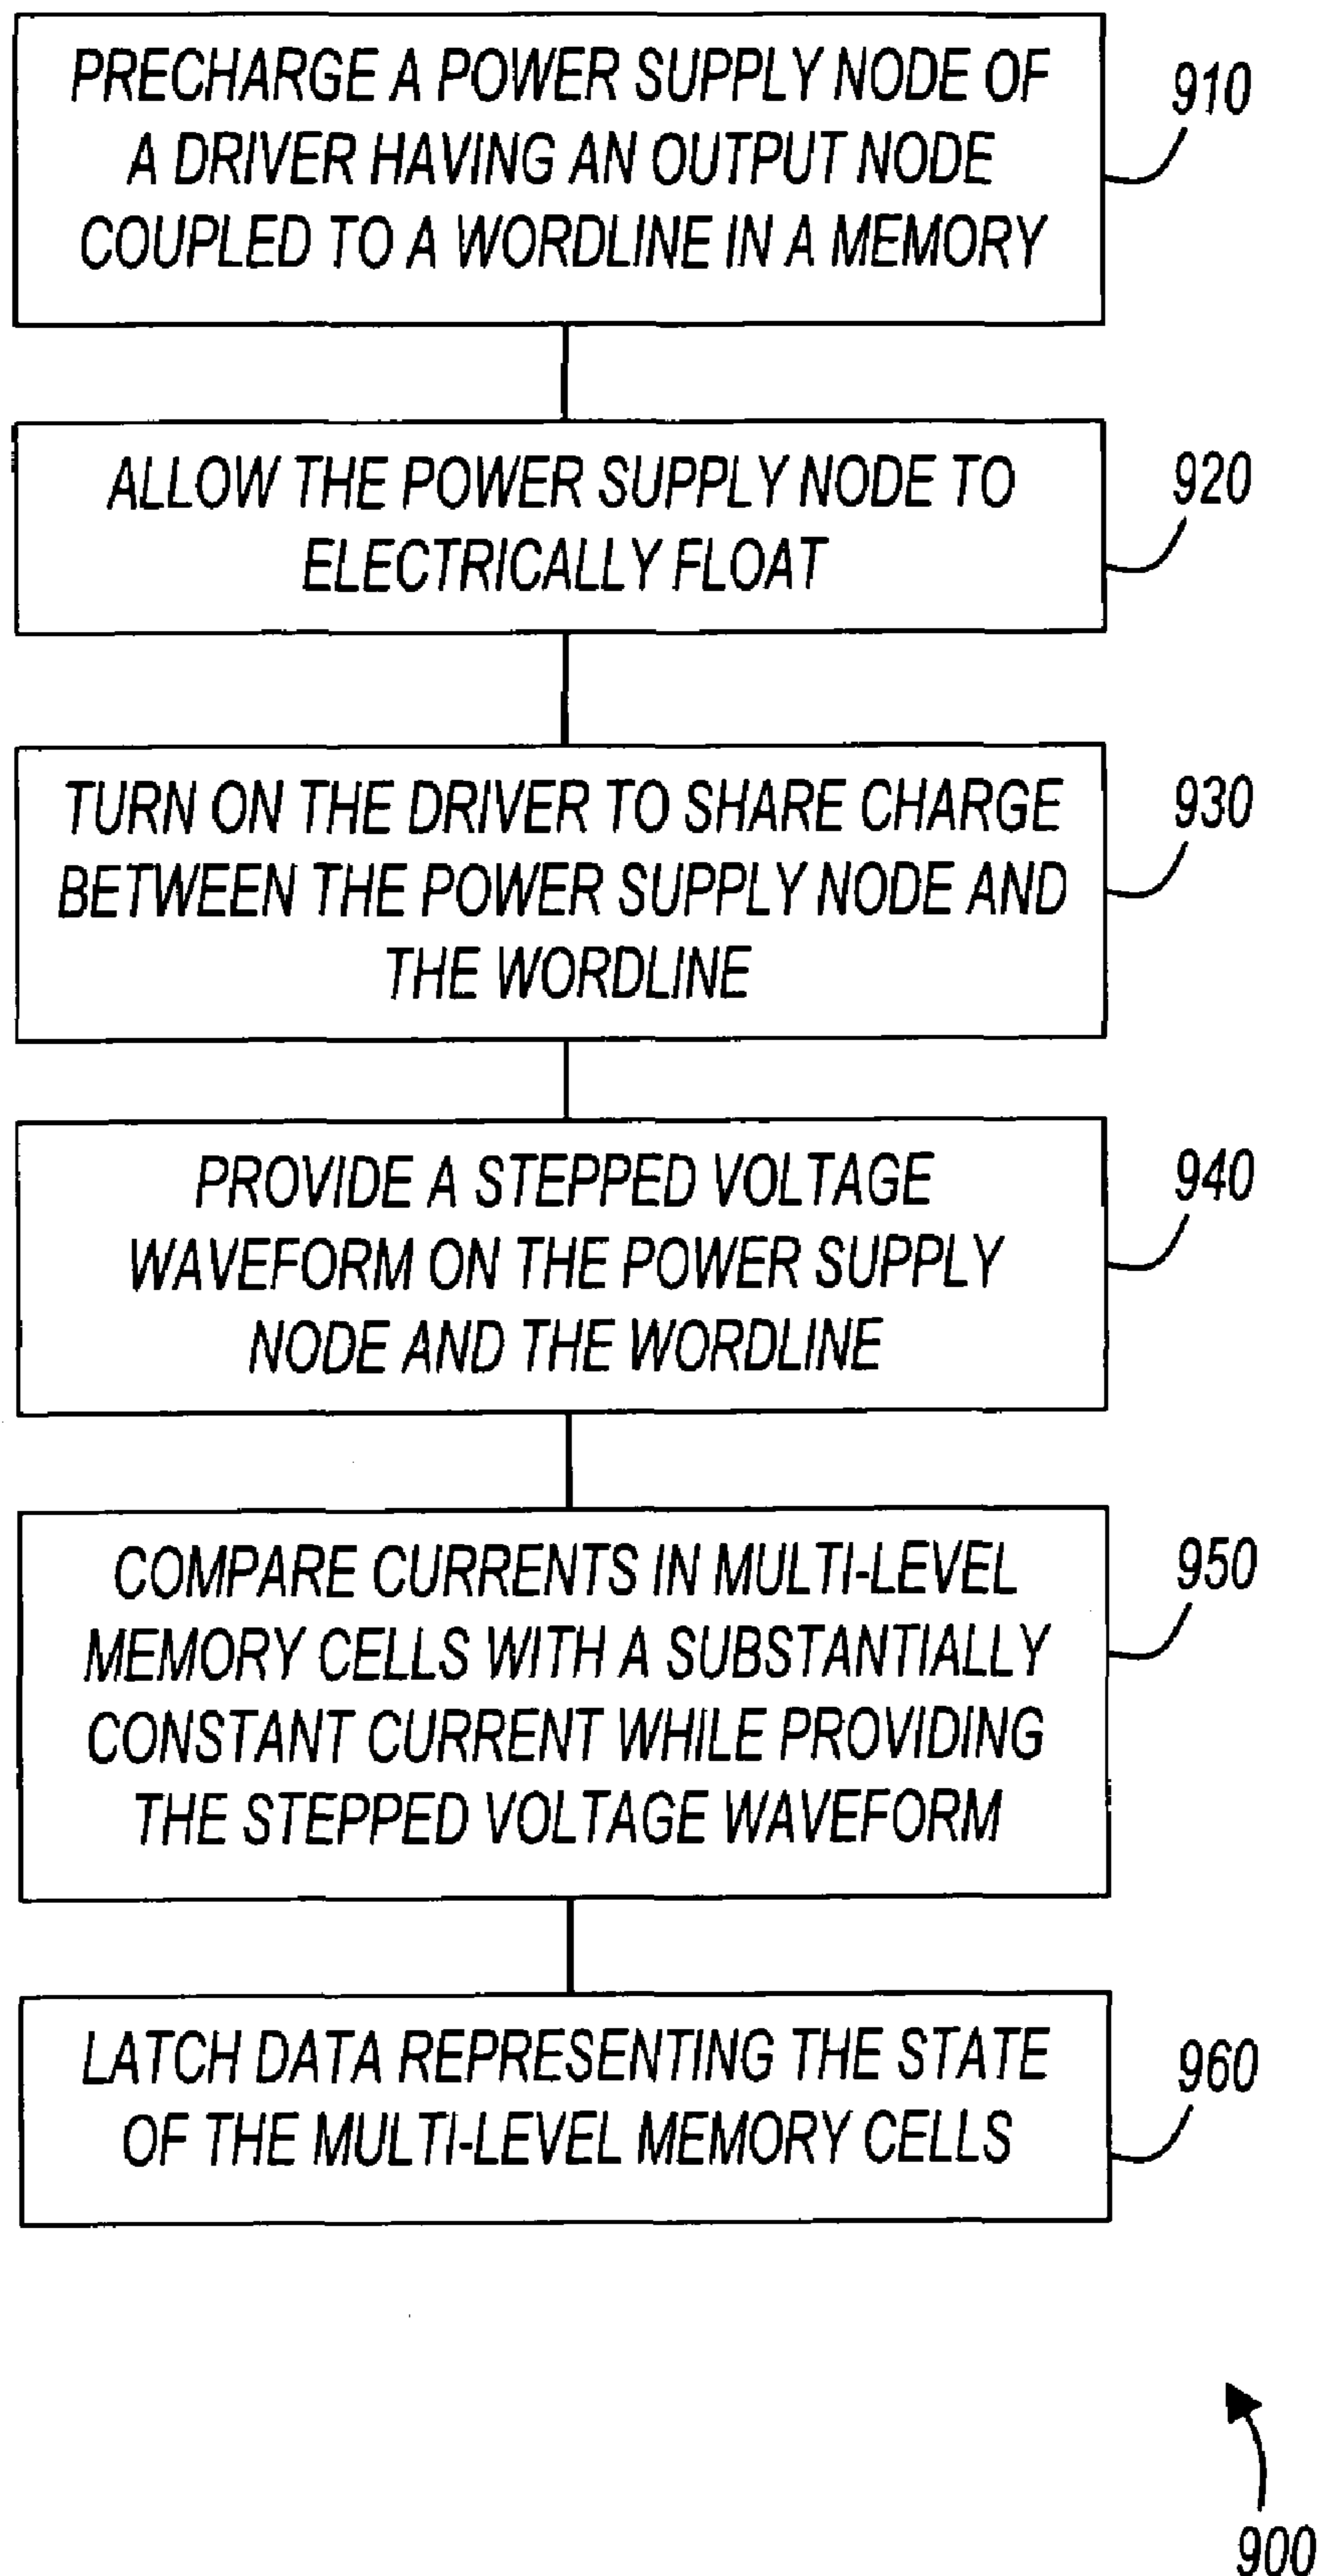 PRECHARGE A POWER SUPPLY NODE OF
A DRIVER HAVING AN OUTPUT NODE
COUPLED TO A WORDLINE IN A MEMORY
910
ALLOW THE POWER SUPPLY NODE TO
ELECTRICALLY FLOAT
920
TURN ON THE DRIVER TO SHARE CHARGE
BETWEEN THE POWER SUPPLY NODE AND
THE WORDLINE
930
PROVIDE A STEPPED VOLTAGE
WAVEFORM ON THE POWER SUPPLY
NODE AND THE WORDLINE
940
COMPARE CURRENTS IN MULTI-LEVEL
MEMORY CELLS WITH A SUBSTANTIALLY
CONSTANT CURRENT WHILE PROVIDING
THE STEPPED VOLTAGE WAVEFORM
950
LATCH DATA REPRESENTING THE STATE
OF THE MULTI-LEVEL MEMORY CELLS
960
900